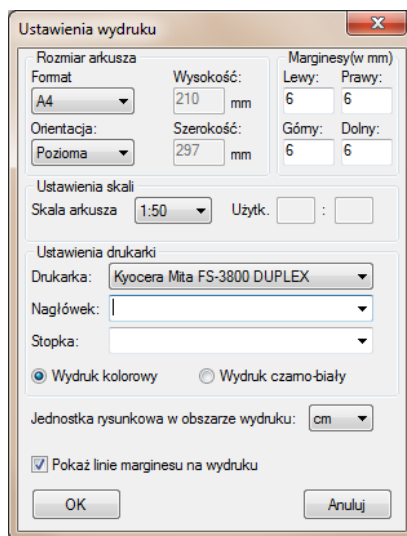 Ustawienia wydruku
Rozmiar arkusza Marginesy(w mm)
Format Wysokość: Lewy: Prawy:
A4 210 mm 6 6
Orientacja: Szerokość: Górny: Dolny:
Pozioma 297 mm 6 6
Ustawienia skali
Skala arkusza 1:50 Użytk. :
Ustawienia drukarki
Drukarka: Kyocera Mita FS-3800 DUPLEX
Nagłówek:
Stopka:
Wydruk kolorowy Wydruk czarno-biały
Jednostka rysunkowa w obszarze wydruku: cm
Pokaż linie marginesu na wydruku
OK Anuluj